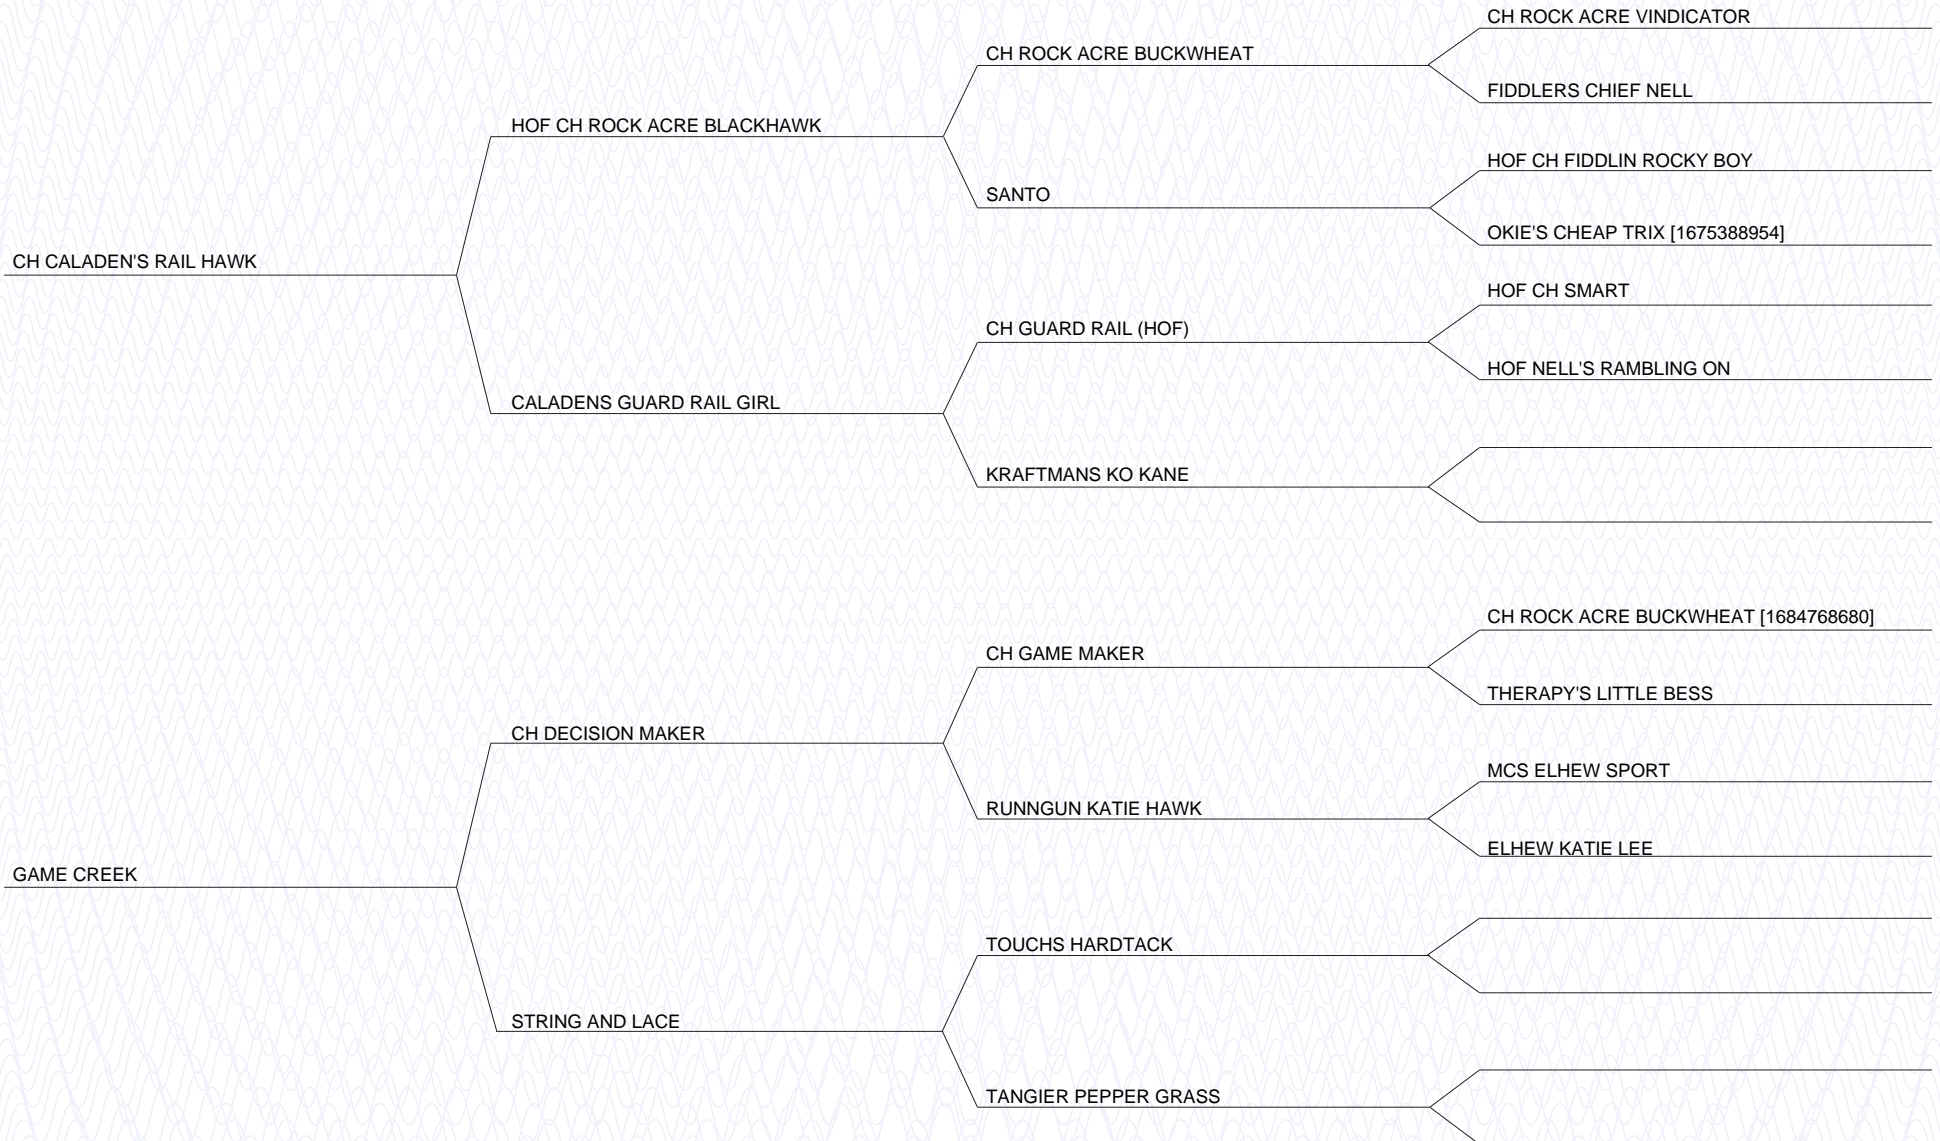 CH ROCK ACRE VINDICATOR
CH ROCK ACRE BUCKWHEAT
FIDDLERS CHIEF NELL
HOF CH ROCK ACRE BLACKHAWK
HOF CH FIDDLIN ROCKY BOY
SANTO
OKIE'S CHEAP TRIX [1675388954]
CH CALADEN'S RAIL HAWK
HOF CH SMART
CH GUARD RAIL (HOF)
HOF NELL'S RAMBLING ON
CALADENS GUARD RAIL GIRL
KRAFTMANS KO KANE
CH ROCK ACRE BUCKWHEAT [1684768680]
CH GAME MAKER
THERAPY'S LITTLE BESS
CH DECISION MAKER
MCS ELHEW SPORT
RUNNGUN KATIE HAWK
ELHEW KATIE LEE
GAME CREEK
TOUCHS HARDTACK
STRING AND LACE
TANGIER PEPPER GRASS